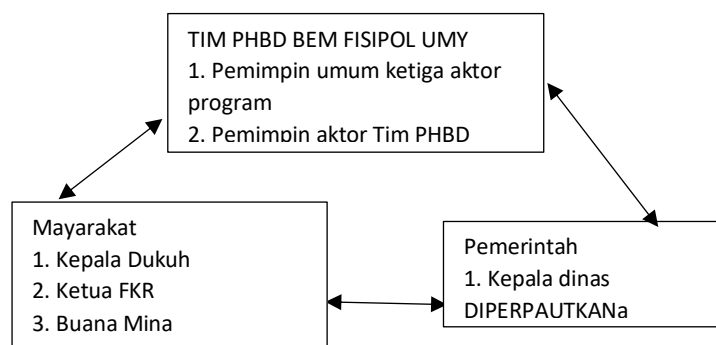 TIM PHBD BEM FISIPOL UMY
1. Pemimpin umum ketiga aktor
program
2. Pemimpin aktor Tim PHBD
Mayarakat
1. Kepala Dukuh
2. Ketua FKR
3. Buana Mina
Pemerintah
1. Kepala dinas
DIPERPAUTKANa